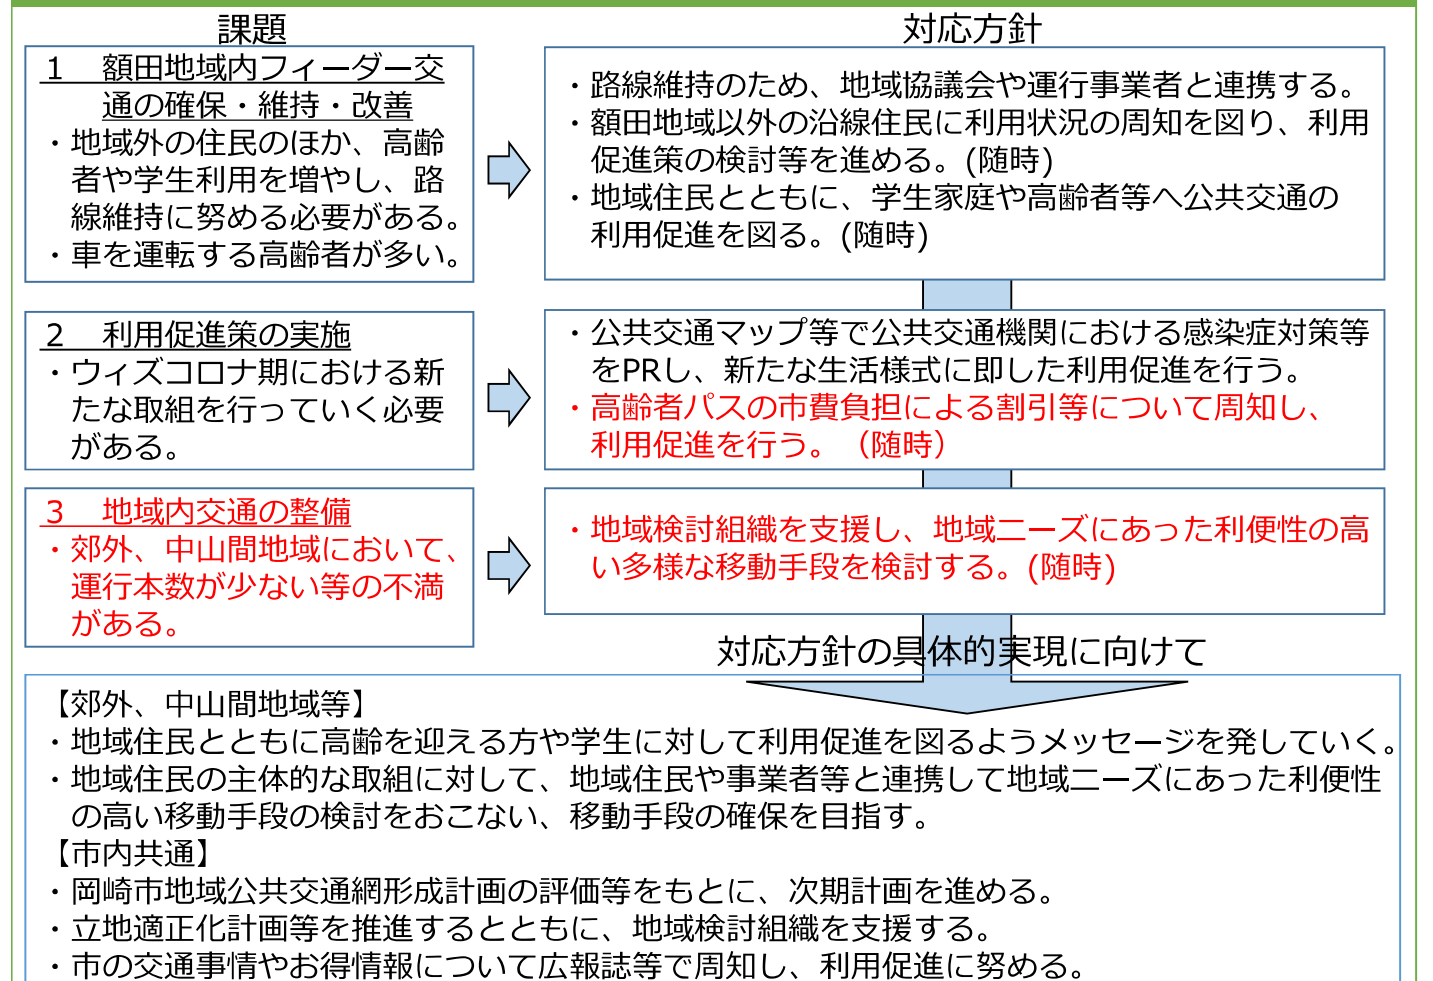 課題
１　額田地域内フィーダー交
通の確保・維持・改善
・地域外の住民のほか、高齢
者や学生利用を増やし、路
線維持に努める必要がある。
・車を運転する高齢者が多い。
対応方針
・路線維持のため、地域協議会や運行事業者と連携する。
・額田地域以外の沿線住民に利用状況の周知を図り、利用
促進策の検討等を進める。(随時)
・地域住民とともに、学生家庭や高齢者等へ公共交通の
利用促進を図る。(随時)
２　利用促進策の実施
・ウィズコロナ期における新
たな取組を行っていく必要
がある。
・公共交通マップ等で公共交通機関における感染症対策等
をPRし、新たな生活様式に即した利用促進を行う。
・高齢者パスの市費負担による割引等について周知し、
利用促進を行う。（随時）
３　地域内交通の整備
・郊外、中山間地域において、
運行本数が少ない等の不満
がある。
・地域検討組織を支援し、地域ニーズにあった利便性の高
い多様な移動手段を検討する。(随時)
対応方針の具体的実現に向けて
【郊外、中山間地域等】
・地域住民とともに高齢を迎える方や学生に対して利用促進を図るようメッセージを発していく。
・地域住民の主体的な取組に対して、地域住民や事業者等と連携して地域ニーズにあった利便性
の高い移動手段の検討をおこない、移動手段の確保を目指す。
【市内共通】
・岡崎市地域公共交通網形成計画の評価等をもとに、次期計画を進める。
・立地適正化計画等を推進するとともに、地域検討組織を支援する。
・市の交通事情やお得情報について広報誌等で周知し、利用促進に努める。